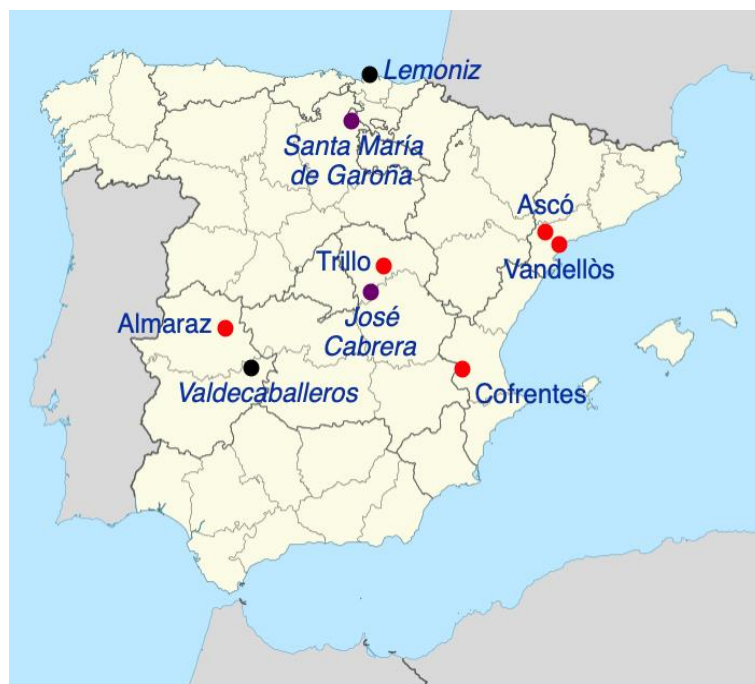 Lemoniz
Santa María
de Garoña
Ascó
Vandellòs
Trillo
José
Cabrera
Almaraz
Valdecaballeros
Cofrentes